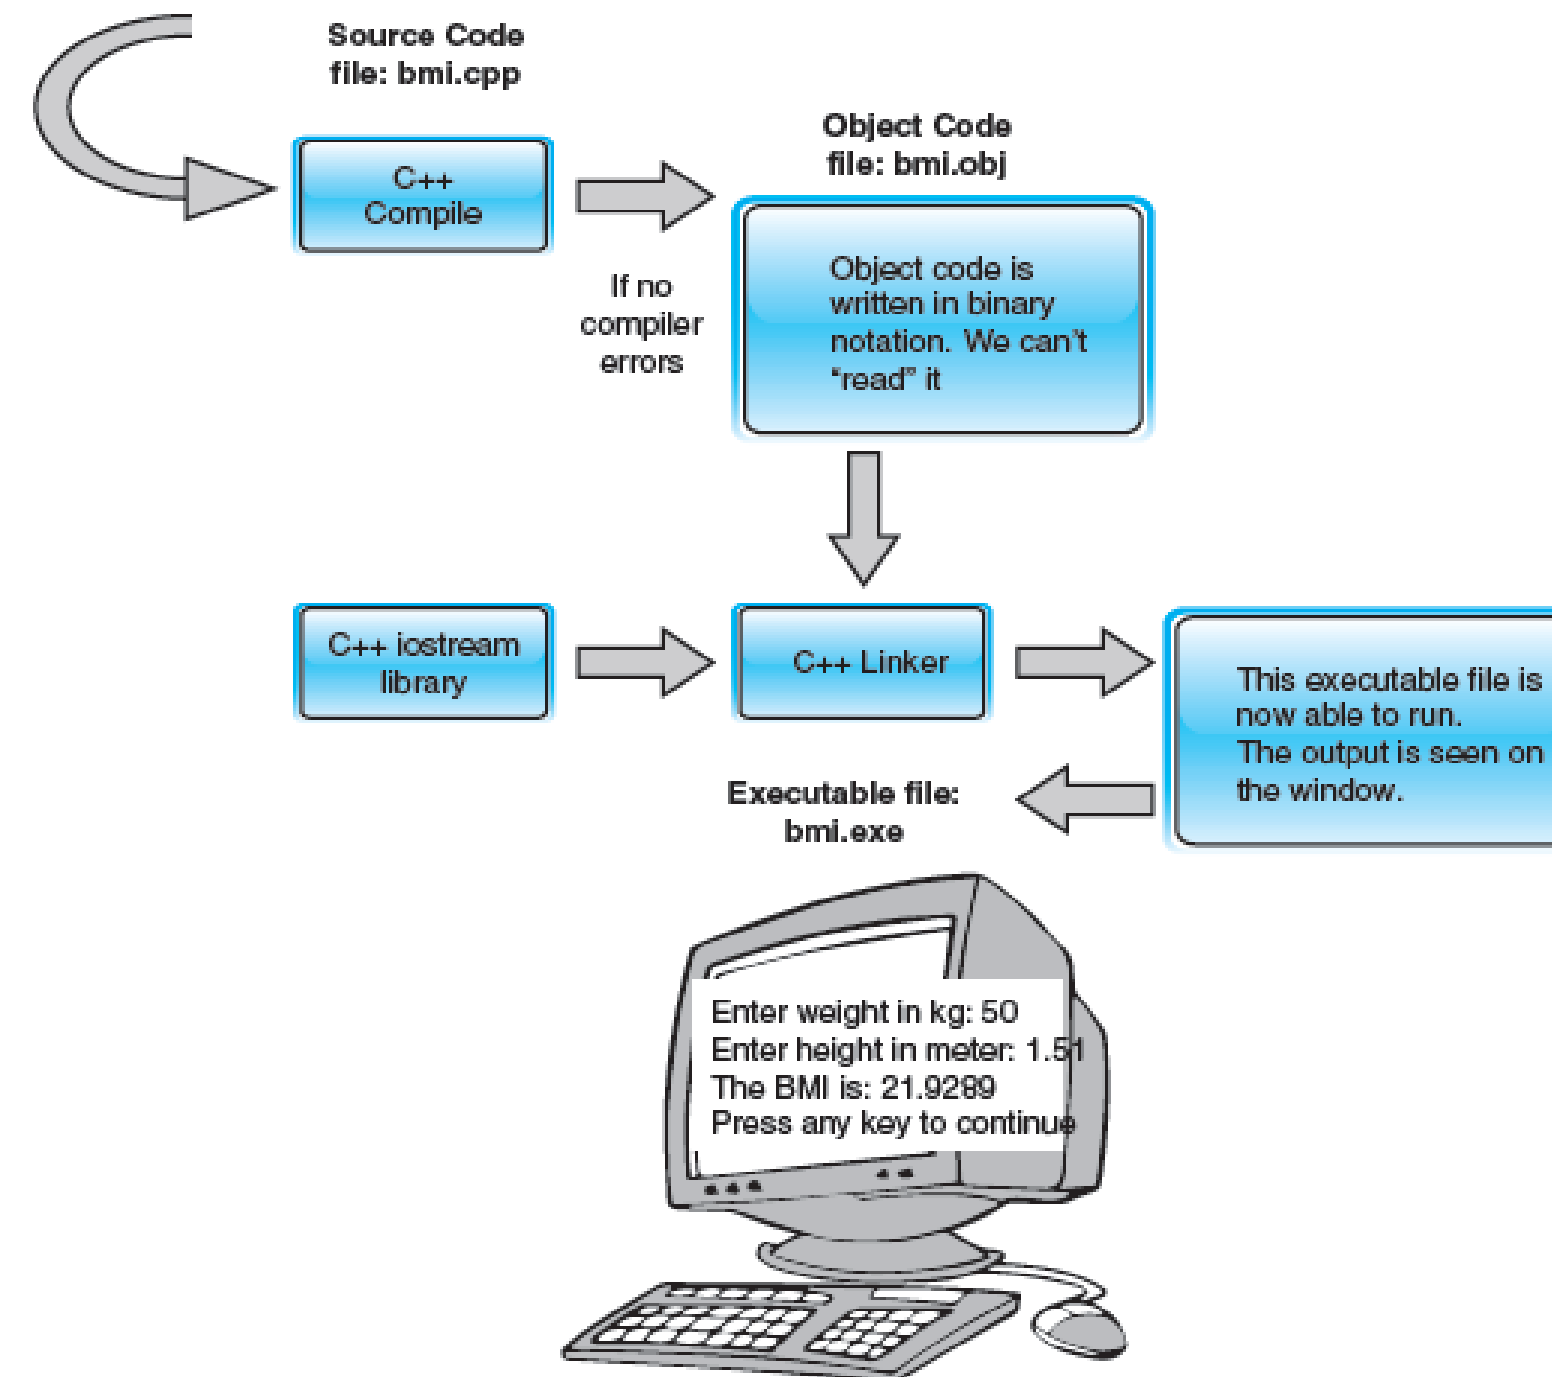 Source Code
file: bmi.cpp
C++
Compile
If no
compiler
errors
Object Code
file: bmi.obj
Object code is
written in binary
notation. We can't
"read" it
C++ iostream
library
C++ Linker
This executable file is
now able to run.
The output is seen on
the window.
Executable file:
bmi.exe
Enter weight in kg: 50
Enter height in meter: 1.51
The BMI is: 21.9289
Press any key to continue